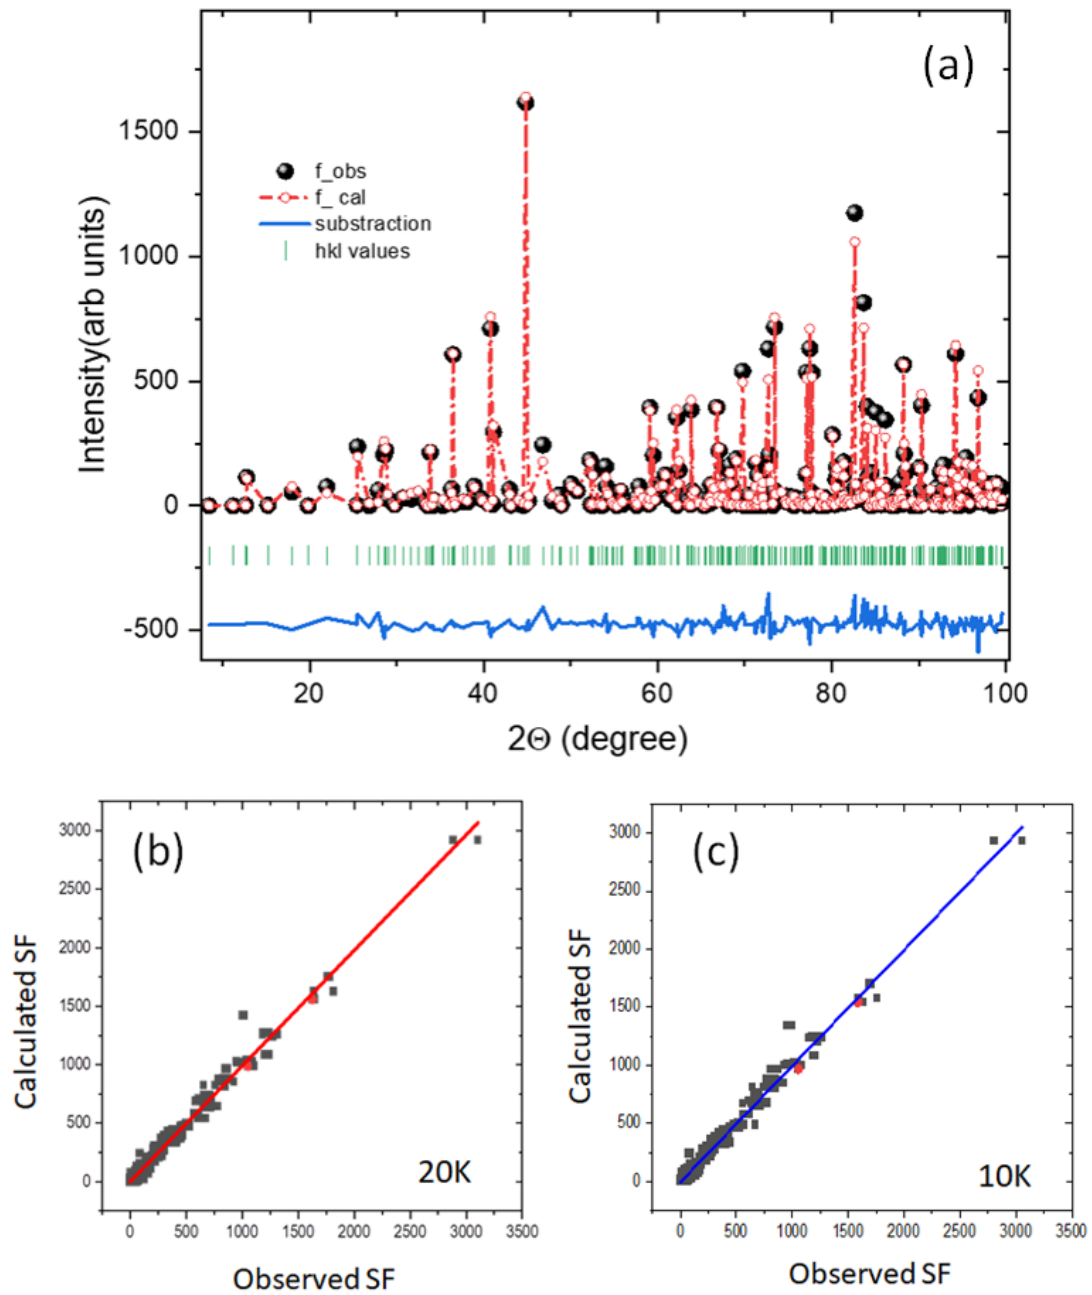 (a)
1500
1000
500
0
-500
Intensity(arb units)
f_obs
f_ cal
substraction
hkl values
20 40 60 80 100
2Θ (degree)
(b)
3000
2500
2000
1500
1000
500
0
Calculated SF
20K
0 500 1000 1500 2000 2500 3000 3500
Observed SF
(c)
3000
2500
2000
1500
1000
500
0
Calculated SF
10K
0 500 1000 1500 2000 2500 3000 3500
Observed SF